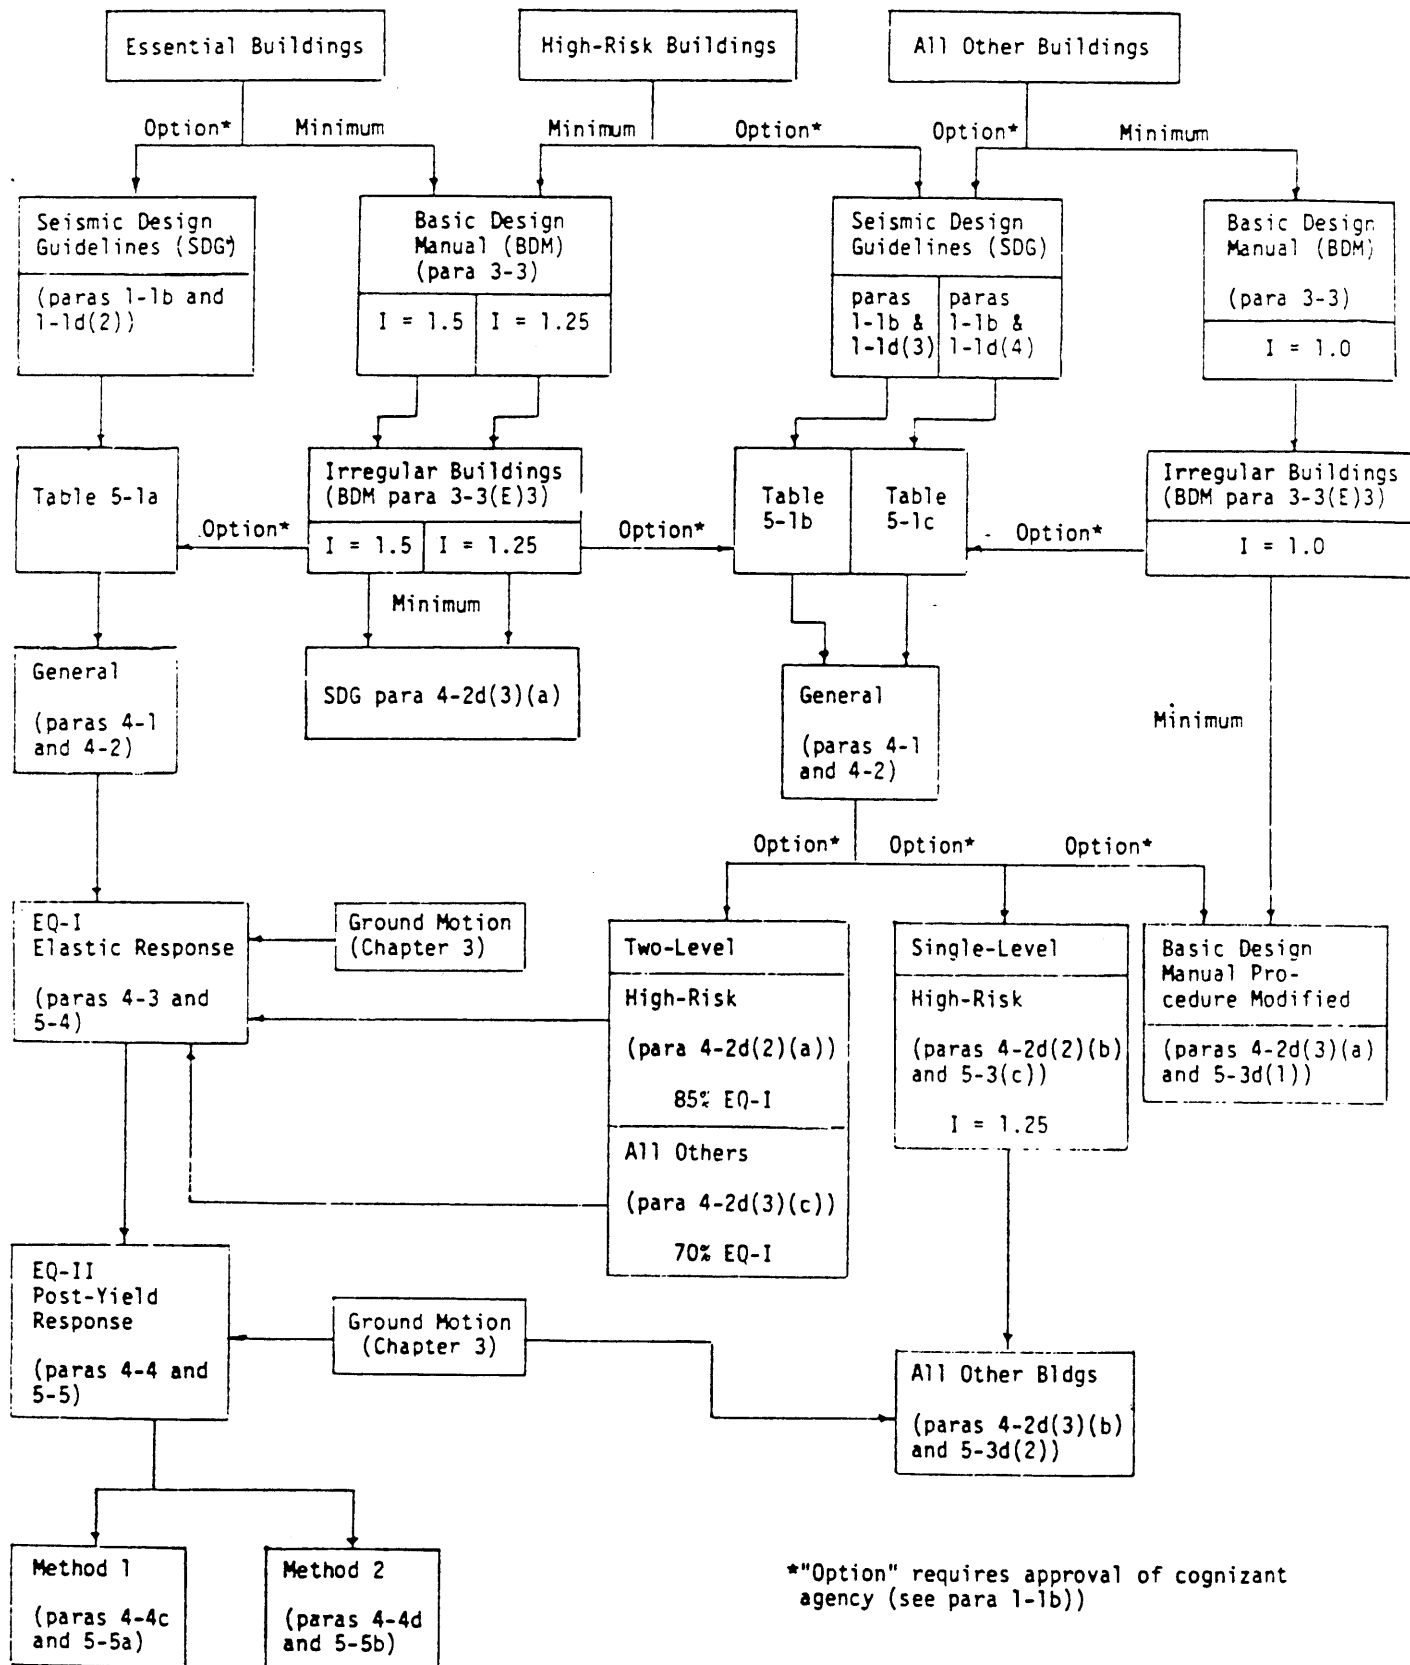 Essential Buildings
High-Risk Buildings
All Other Buildings
Option*
Minimum
Minimum
Option*
Option*
Minimum
Seismic Design
Guidelines (SDG)
(paras 1-1b and
1-1d(2))
Basic Design
Manual (BDM)
(para 3-3)
I = 1.5
I = 1.25
Seismic Design
Guidelines (SDG)
paras
1-1b &
1-1d(3)
paras
1-1b &
1-1d(4)
Basic Design
Manual (BDM)
(para 3-3)
I = 1.0
Table 5-1a
Option*
Irregular Buildings
(BDM para 3-3(E)3)
I = 1.5
I = 1.25
Option*
Table
5-1b
Table
5-1c
Option*
Irregular Buildings
(BDM para 3-3(E)3)
I = 1.0
Minimum
General
(paras 4-1
and 4-2)
SDG para 4-2d(3)(a)
General
(paras 4-1
and 4-2)
Minimum
Option*
Option*
Option*
EQ-I
Elastic Response
(paras 4-3 and
5-4)
Ground Motion
(Chapter 3)
Two-Level
High-Risk
(para 4-2d(2)(a))
85% EQ-I
All Others
(para 4-2d(3)(c))
70% EQ-I
Single-Level
High-Risk
(paras 4-2d(2)(b)
and 5-3(c))
I = 1.25
Basic Design
Manual Pro-
cedure Modified
(paras 4-2d(3)(a)
and 5-3d(1))
EQ-II
Post-Yield
Response
(paras 4-4 and
5-5)
Ground Motion
(Chapter 3)
All Other Bldgs
(paras 4-2d(3)(b)
and 5-3d(2))
Method 1
(paras 4-4c
and 5-5a)
Method 2
(paras 4-4d
and 5-5b)
*"Option" requires approval of cognizant
agency (see para 1-1b))